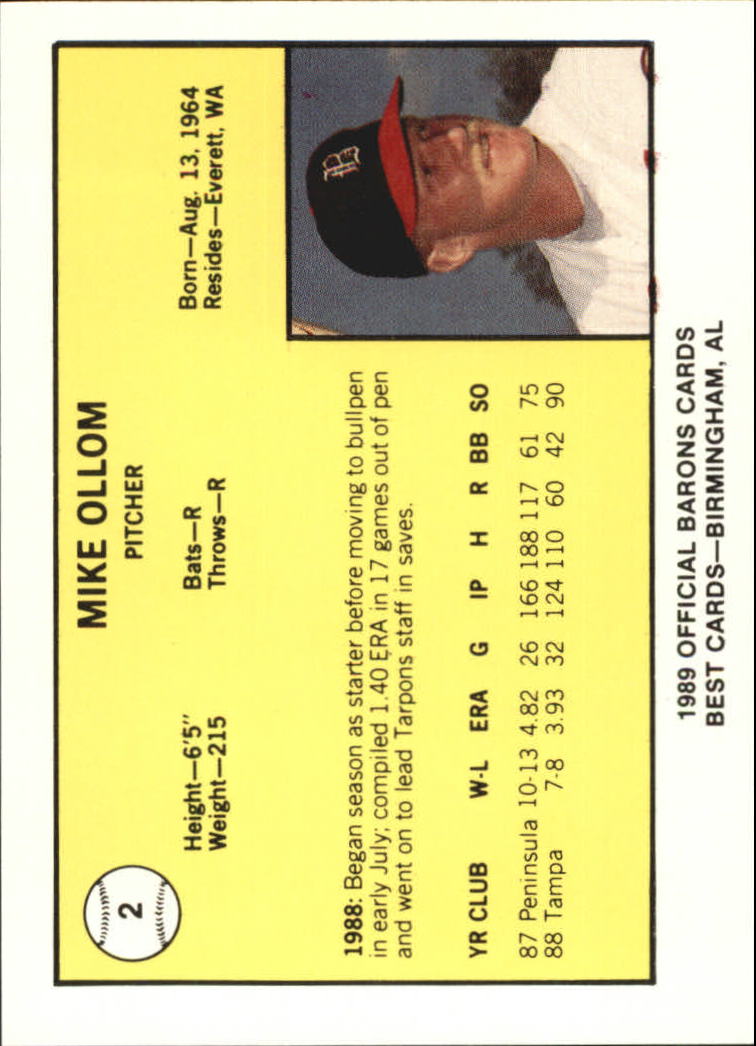 2
MIKE OLLOM
PITCHER
Height—6'5"
Weight—215
Bats—R
Throws—R
Born—Aug. 13, 1964
Resides—Everett, WA
B
1988: Began season as starter before moving to bullpen
in early July; compiled 1.40 ERA in 17 games out of pen
and went on to lead Tarpons staff in saves.
YR CLUB W-L ERA G IP H R BB SO
87 Peninsula 10-13 4.82 26 166 188 117 61 75
88 Tampa 7-8 3.93 32 124 110 60 42 90
1989 OFFICIAL BARONS CARDS
BEST CARDS—BIRMINGHAM, AL